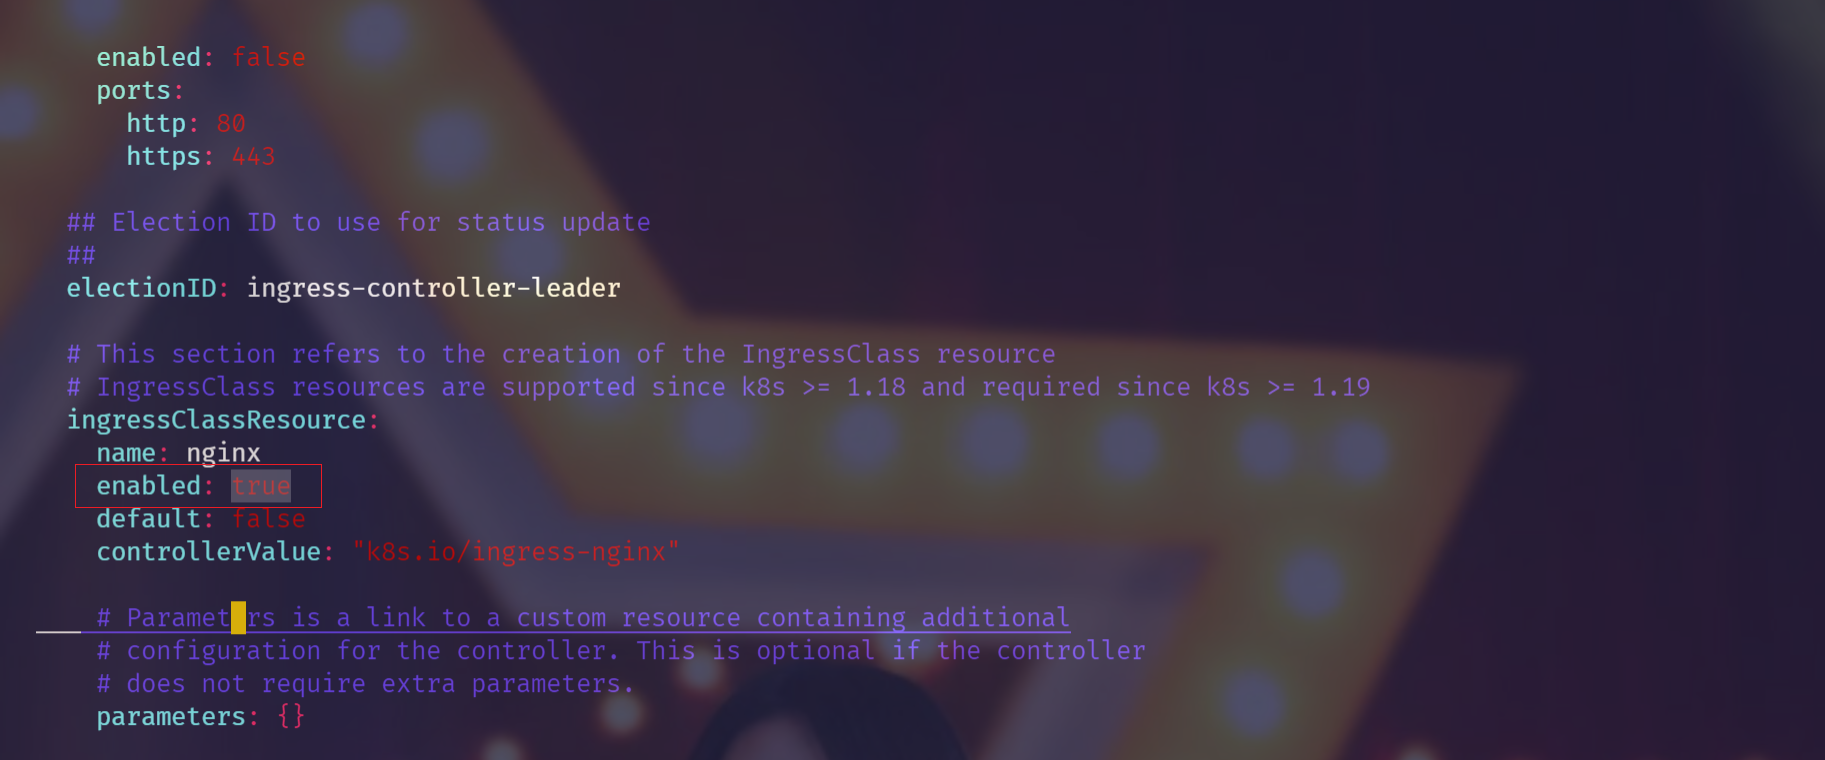 enabled: false
ports:
http: 80
https: 443
## Election ID to use for status update
##
electionID: ingress-controller-leader
# This section refers to the creation of the IngressClass resource
# IngressClass resources are supported since k8s >= 1.18 and required since k8s >= 1.19
ingressClassResource:
name: nginx
enabled: true
default: false
controllerValue: "k8s.io/ingress-nginx"
# Parameters is a link to a custom resource containing additional
# configuration for the controller. This is optional if the controller
# does not require extra parameters.
parameters: {}